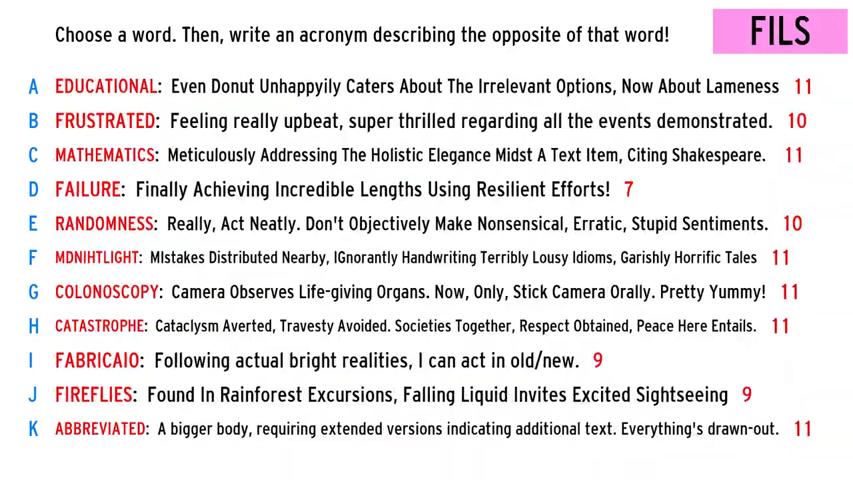 Choose a word. Then, write an acronym describing the opposite of that word!
FILS
A EDUCATIONAL: Even Donut Unhappyily Caters About The Irrelevant Options, Now About Lameness 11
B FRUSTRATED: Feeling really upbeat, super thrilled regarding all the events demonstrated. 10
C MATHEMATICS: Meticulously Addressing The Holistic Elegance Midst A Text Item, Citing Shakespeare. 11
D FAILURE: Finally Achieving Incredible Lengths Using Resilient Efforts! 7
E RANDOMNESS: Really, Act Neatly. Don't Objectively Make Nonsensical, Erratic, Stupid Sentiments. 10
F MDNIHTLIGHT: MIstakes Distributed Nearby, IGnorantly Handwriting Terribly Lousy Idioms, Garishly Horrific Tales 11
G COLONOSCOPY: Camera Observes Life-giving Organs. Now, Only, Stick Camera Orally. Pretty Yummy! 11
H CATASTROPHE: Cataclysm Averted, Travesty Avoided. Societies Together, Respect Obtained, Peace Here Entails. 11
I FABRICAIO: Following actual bright realities, I can act in old/new. 9
J FIREFLIES: Found In Rainforest Excursions, Falling Liquid Invites Excited Sightseeing 9
K ABBREVIATED: A bigger body, requiring extended versions indicating additional text. Everything's drawn-out. 11